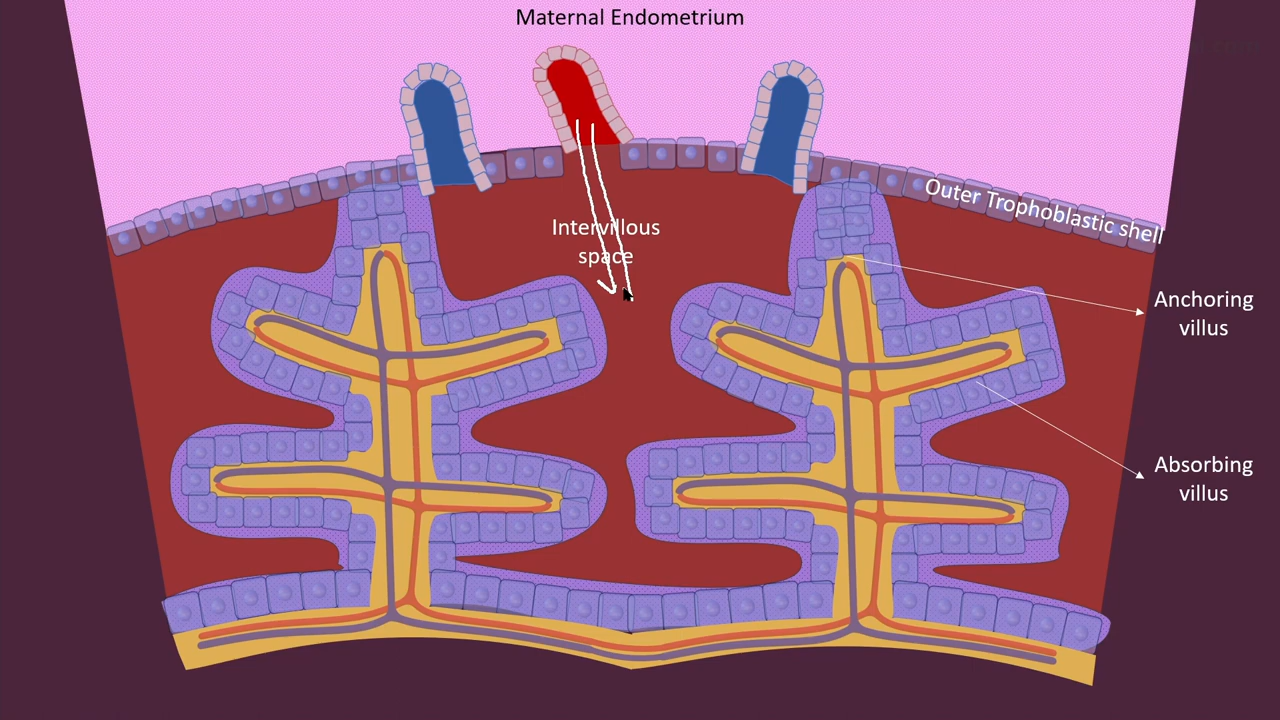 Maternal Endometrium
Outer Trophoblastic shell
Intervillous
space
Anchoring
villus
Absorbing
villus